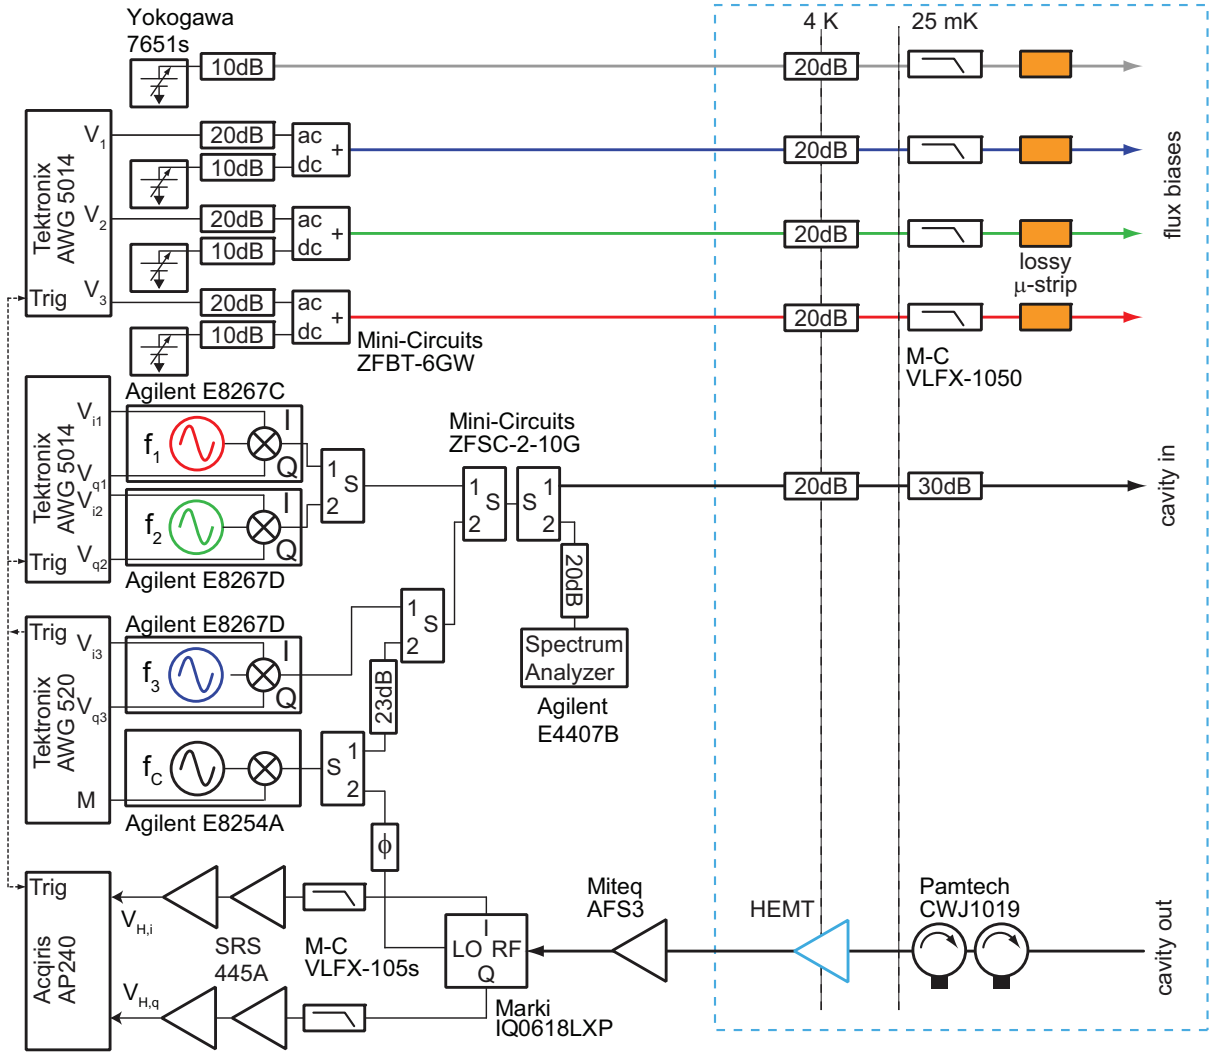 Yokogawa
7651s
4 K
25 mK
10dB
20dB
Tektronix
AWG 5014
V1
20dB
ac
dc
+
10dB
20dB
V2
20dB
ac
dc
+
10dB
20dB
flux biases
lossy
μ-strip
Trig
V3
20dB
ac
dc
+
10dB
20dB
Mini-Circuits
ZFBT-6GW
M-C
VLFX-1050
Agilent E8267C
Tektronix
AWG 5014
Vi1
f1
I
Q
Vq1
Vi2
f2
I
Q
Trig
Vq2
Agilent E8267D
1
2
S
Mini-Circuits
ZFSC-2-10G
1
2
S
S
1
2
20dB
30dB
cavity in
20dB
Spectrum
Analyzer
Agilent
E4407B
Agilent E8267D
Tektronix
AWG 520
Trig
Vi3
f3
I
Q
Vq3
1
2
S
23dB
fC
M
Agilent E8254A
S
1
2
ϕ
Acqiris
AP240
Trig
VH,i
VH,q
SRS
445A
M-C
VLFX-105s
I
LO RF
Q
Marki
IQ0618LXP
Miteq
AFS3
HEMT
Pamtech
CWJ1019
cavity out